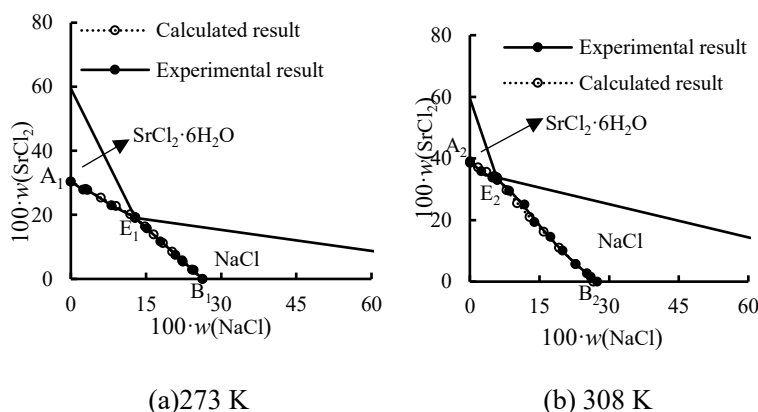 80
60
40
20
0
100·w(SrCl2)
Calculated result
Experimental result
SrCl2·6H2O
A1
E1
NaCl
B1
0 15 30 45 60
100·w(NaCl)
(a)273 K
80
60
40
20
0
100·w(SrCl2)
Experimental result
Calculated result
SrCl2·6H2O
A2
E2
NaCl
B2
0 15 30 45 60
100·w(NaCl)
(b) 308 K